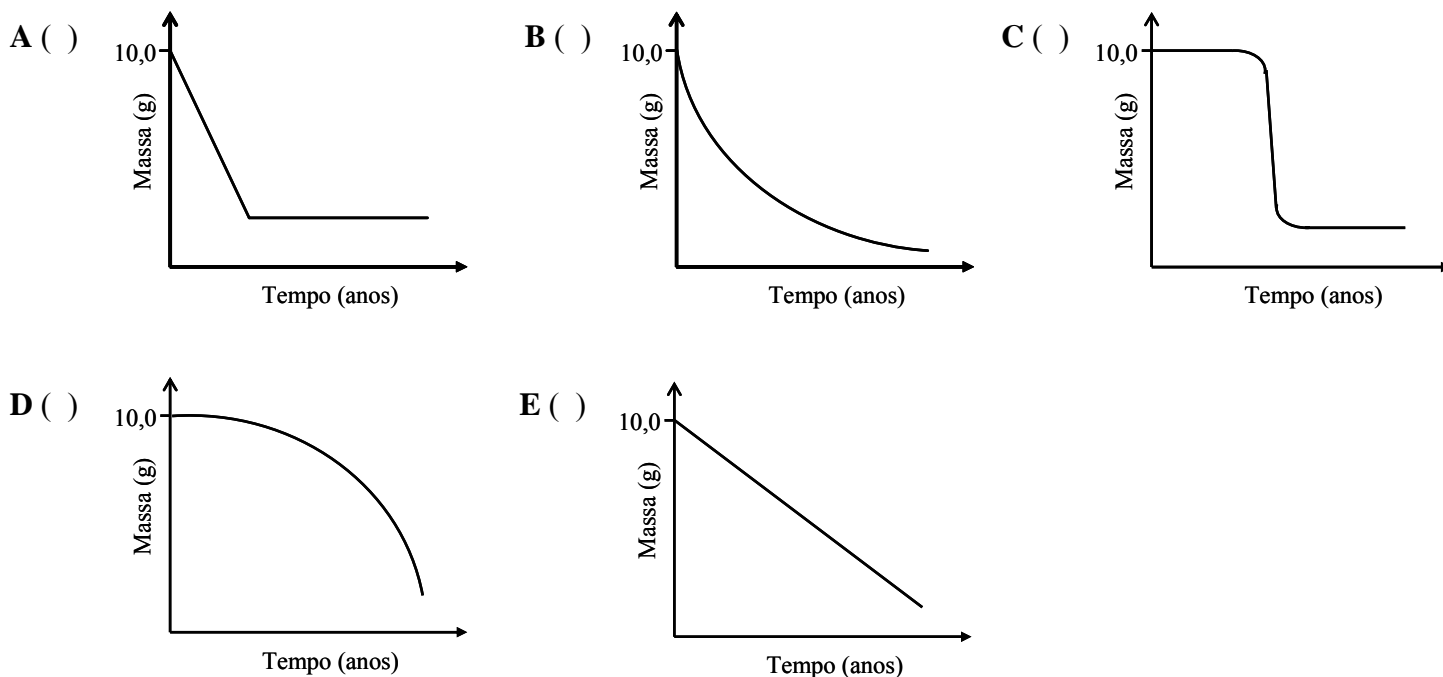 A ( )
10,0
Massa (g)
Tempo (anos)
B ( )
10,0
Massa (g)
Tempo (anos)
C ( )
10,0
Massa (g)
Tempo (anos)
D ( )
10,0
Massa (g)
Tempo (anos)
E ( )
10,0
Massa (g)
Tempo (anos)